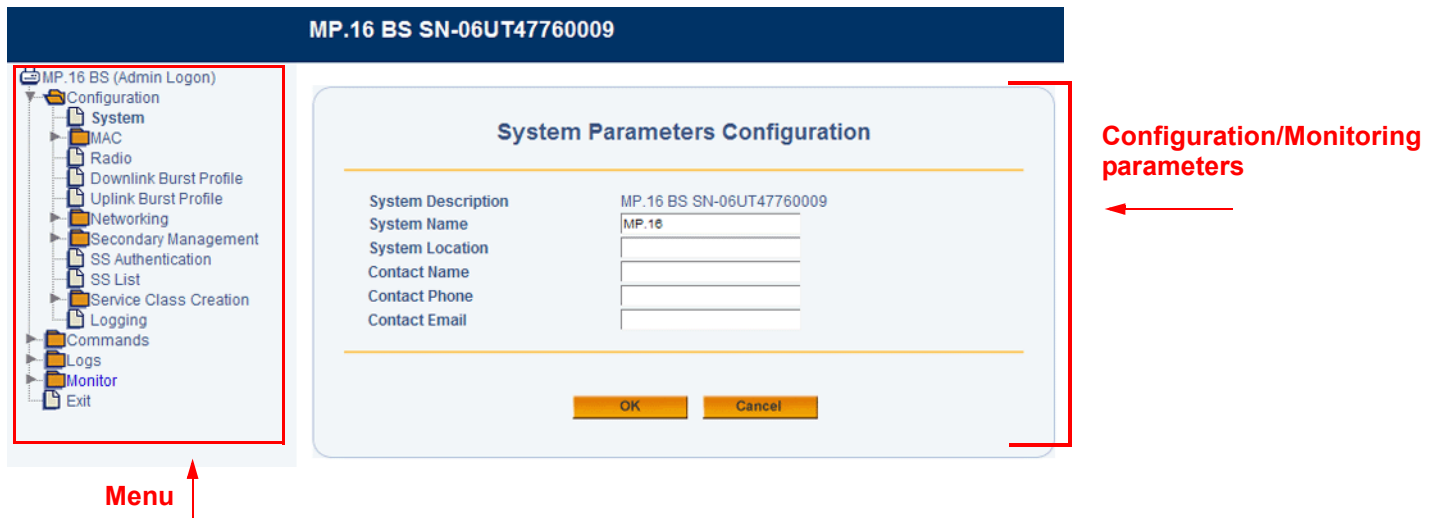 MP.16 BS SN-06UT47760009
MP.16 BS (Admin Logon)
Configuration
System
MAC
Radio
Downlink Burst Profile
Uplink Burst Profile
Networking
Secondary Management
SS Authentication
SS List
Service Class Creation
Logging
Commands
Logs
Monitor
Exit
System Parameters Configuration
System Description MP.16 BS SN-06UT47760009
System Name MP.16
System Location
Contact Name
Contact Phone
Contact Email
OK Cancel
Configuration/Monitoring
parameters
Menu